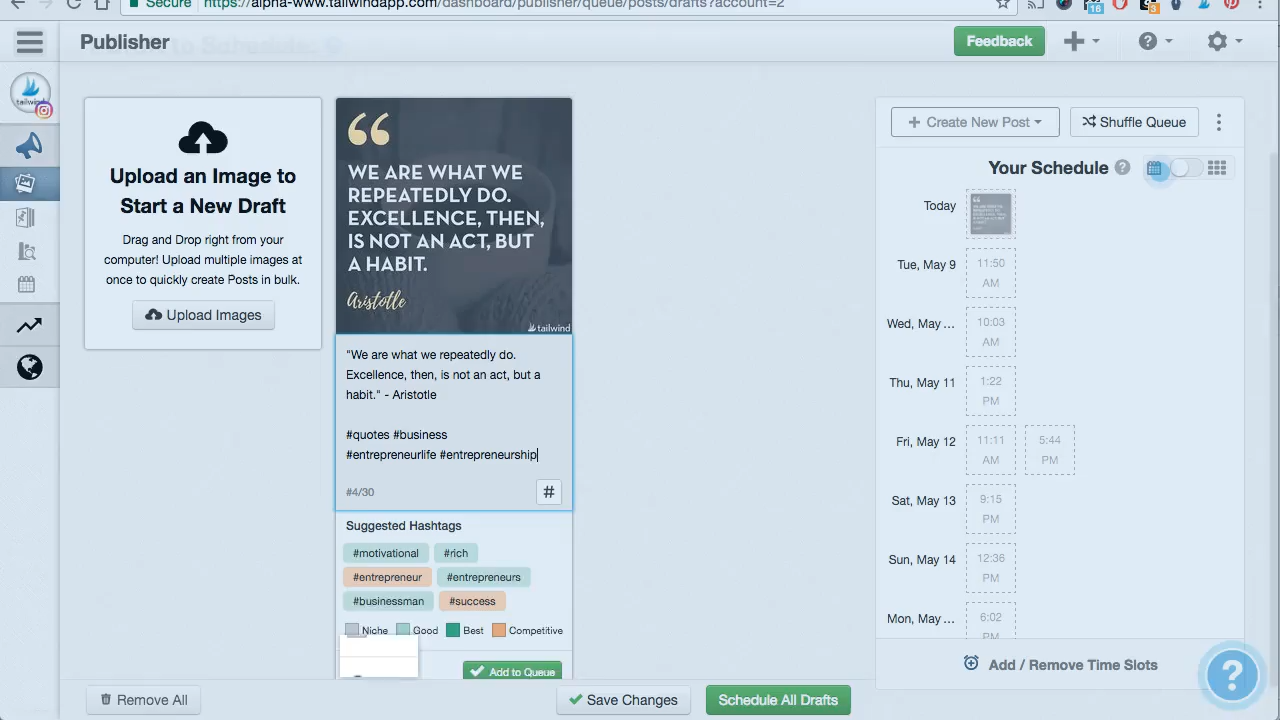 Secure
https://alpha-www.tailwindapp.com/dashboard/publisher/queue/posts/drafts?account=2
18
3
Publisher
Feedback
tailwind
Upload an Image to
Start a New Draft
Drag and Drop right from your
computer! Upload multiple images at
once to quickly create Posts in bulk.
Upload Images
WE ARE WHAT WE
REPEATEDLY DO.
EXCELLENCE, THEN,
IS NOT AN ACT, BUT
A HABIT.
Aristotle
tailwind
"We are what we repeatedly do.
Excellence, then, is not an act, but a
habit." - Aristotle
#quotes #business
#entrepreneurlife #entrepreneurship
#4/30
#
Suggested Hashtags
#motivational
#rich
#entrepreneur
#entrepreneurs
#businessman
#success
Niche
Good
Best
Competitive
Add to Queue
Remove All
Save Changes
Schedule All Drafts
Create New Post
Shuffle Queue
Your Schedule
Today
Tue, May 9
11:50
AM
Wed, May ...
10:03
AM
Thu, May 11
1:22
PM
Fri, May 12
11:11
AM
5:44
PM
Sat, May 13
9:15
PM
Sun, May 14
12:36
PM
Mon, May ...
6:02
PM
Add / Remove Time Slots
?